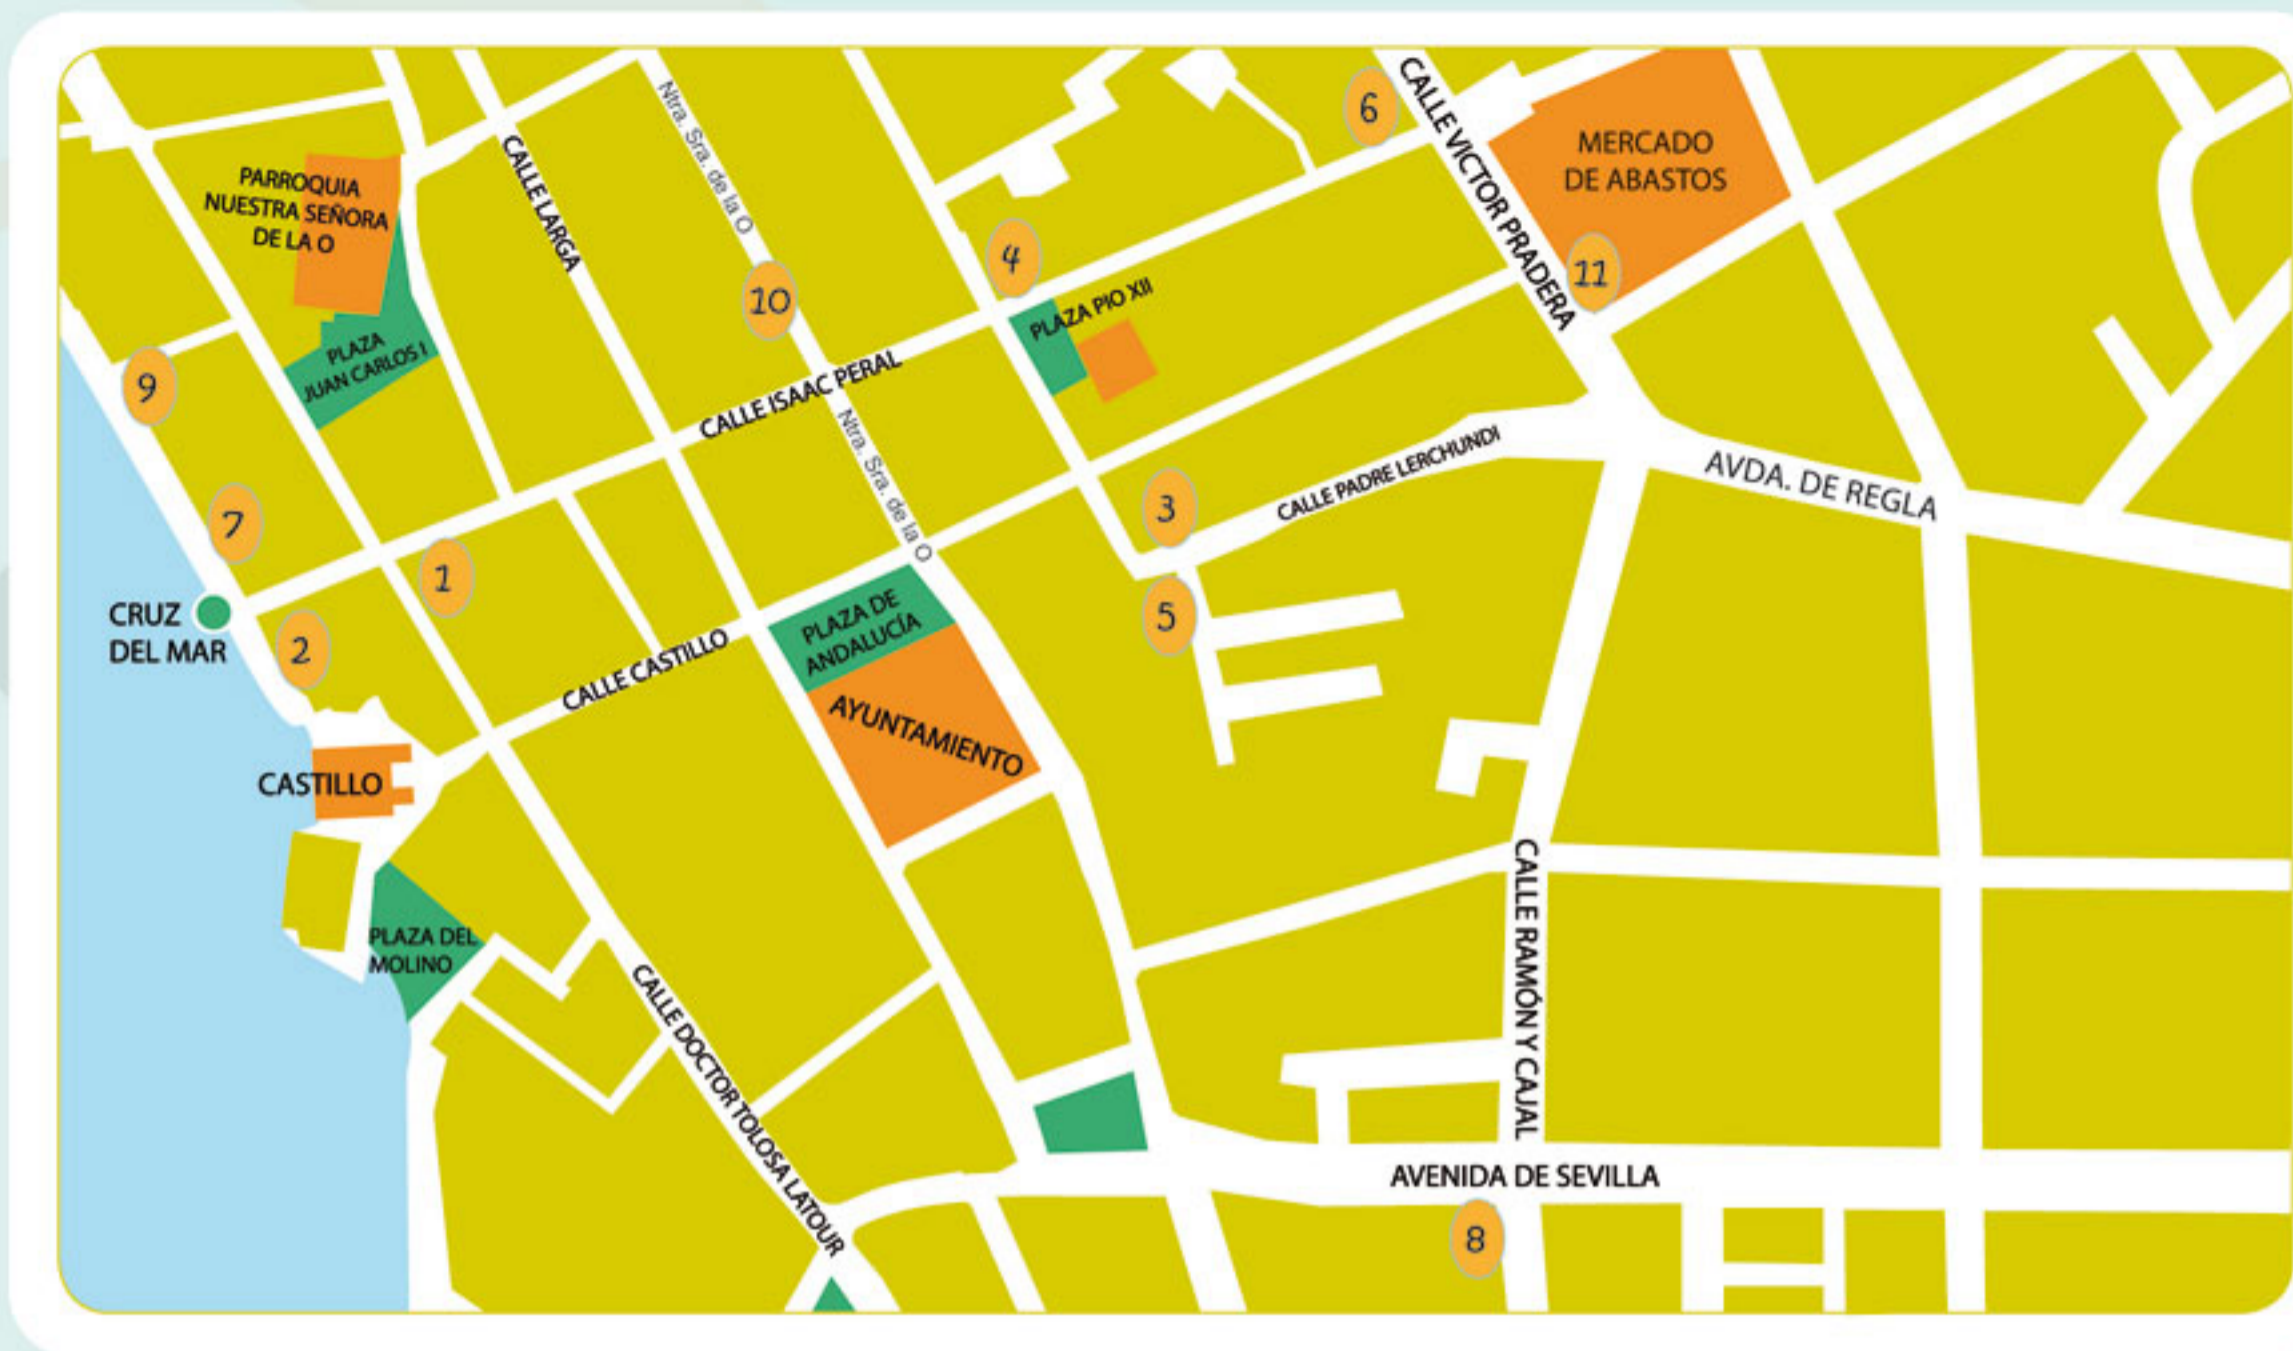 6
CALLE VICTOR PRADERA
MERCADO
DE ABASTOS
Ntra. Sra. de la O
CALLE LARGA
PARROQUIA
NUESTRA SEÑORA
DE LA O
4
11
10
PLAZA PIO XII
PLAZA
JUAN CARLOS I
9
CALLE ISAAC PERAL
Ntra. Sra. de la O
CALLE PADRE LERCHUNDI
AVDA. DE REGLA
7
3
1
CRUZ
DEL MAR
2
5
PLAZA DE
ANDALUCÍA
CALLE CASTILLO
AYUNTAMIENTO
CASTILLO
PLAZA DEL
MOLINO
CALLE RAMÓN Y CAJAL
CALLE DOCTOR TOLOSA LATOUR
AVENIDA DE SEVILLA
8